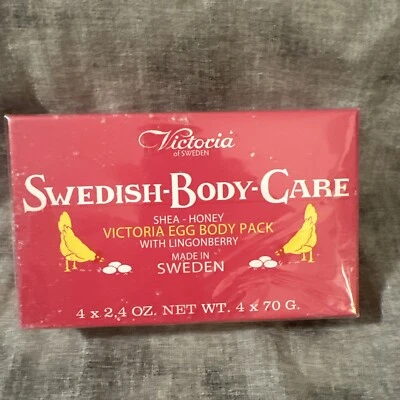 Victoria
of SWEDEN
SWEDISH-BODY-CARE
SHEA - HONEY
VICTORIA EGG BODY PACK
WITH LINGONBERRY
MADE IN
SWEDEN
4 x 2,4 OZ. NET WT. 4 x 70 G.